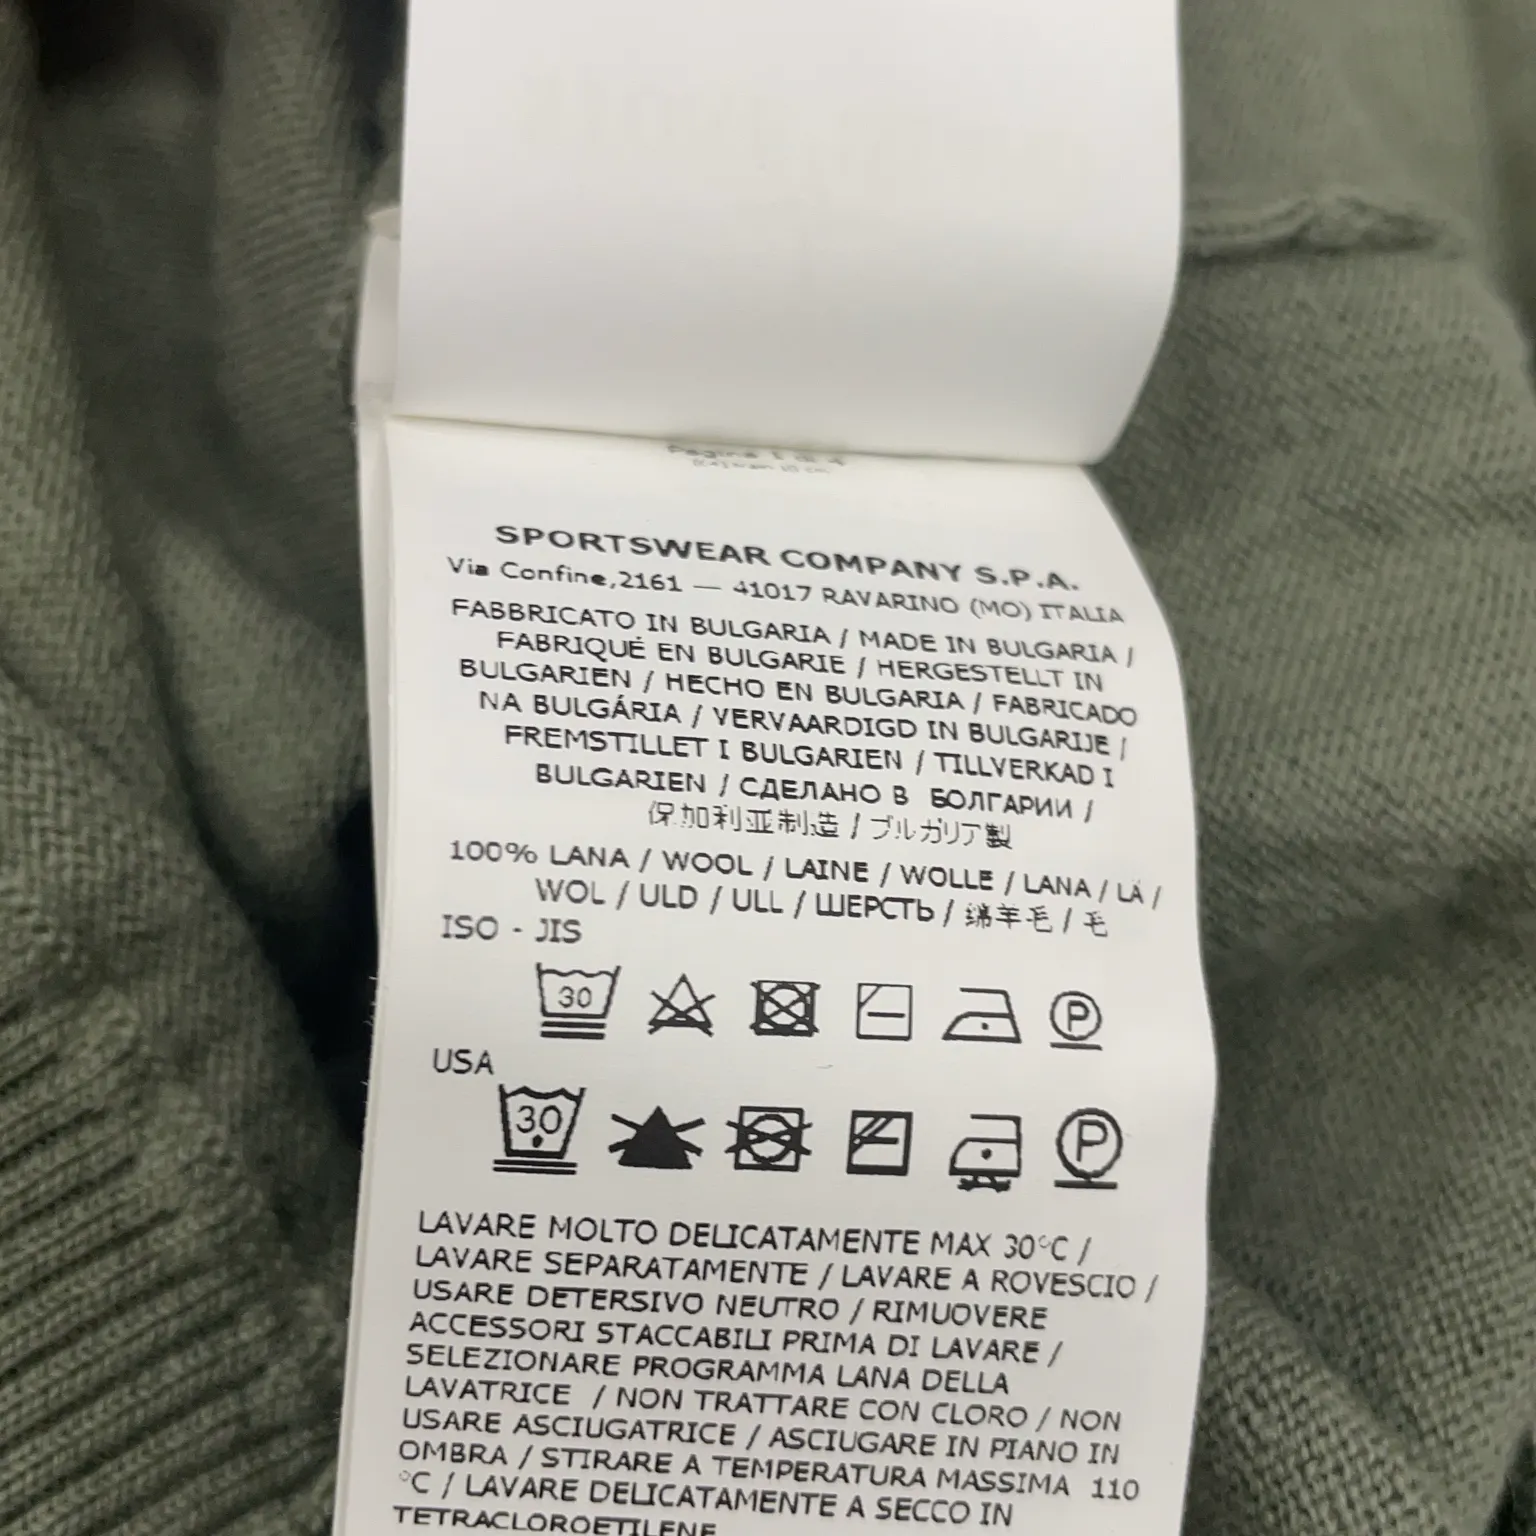 SPORTSWEAR COMPANY S.P.A.
Via Confine,2161 — 41017 RAVARINO (MO) ITALIA
FABBRICATO IN BULGARIA / MADE IN BULGARIA /
FABRIQUÉ EN BULGARIE / HERGESTELLT IN
BULGARIEN / HECHO EN BULGARIA / FABRICADO
NA BULGÁRIA / VERVAARDIGD IN BULGARIJE /
FREMSTILLET I BULGARIEN / TILLVERKAD I
BULGARIEN / СДЕЛАНО В БОЛГАРИИ /
保加利亚制造 / ブルガリア製
100% LANA / WOOL / LAINE / WOLLE / LANA / LÃ /
WOL / ULD / ULL / ШЕРСТЬ / 绵羊毛 / 毛
ISO - JIS
30
P
USA
30
P
LAVARE MOLTO DELICATAMENTE MAX 30°C /
LAVARE SEPARATAMENTE / LAVARE A ROVESCIO /
USARE DETERSIVO NEUTRO / RIMUOVERE
ACCESSORI STACCABILI PRIMA DI LAVARE /
SELEZIONARE PROGRAMMA LANA DELLA
LAVATRICE / NON TRATTARE CON CLORO / NON
USARE ASCIUGATRICE / ASCIUGARE IN PIANO IN
OMBRA / STIRARE A TEMPERATURA MASSIMA 110
°C / LAVARE DELICATAMENTE A SECCO IN
TETRACLOROETILENE